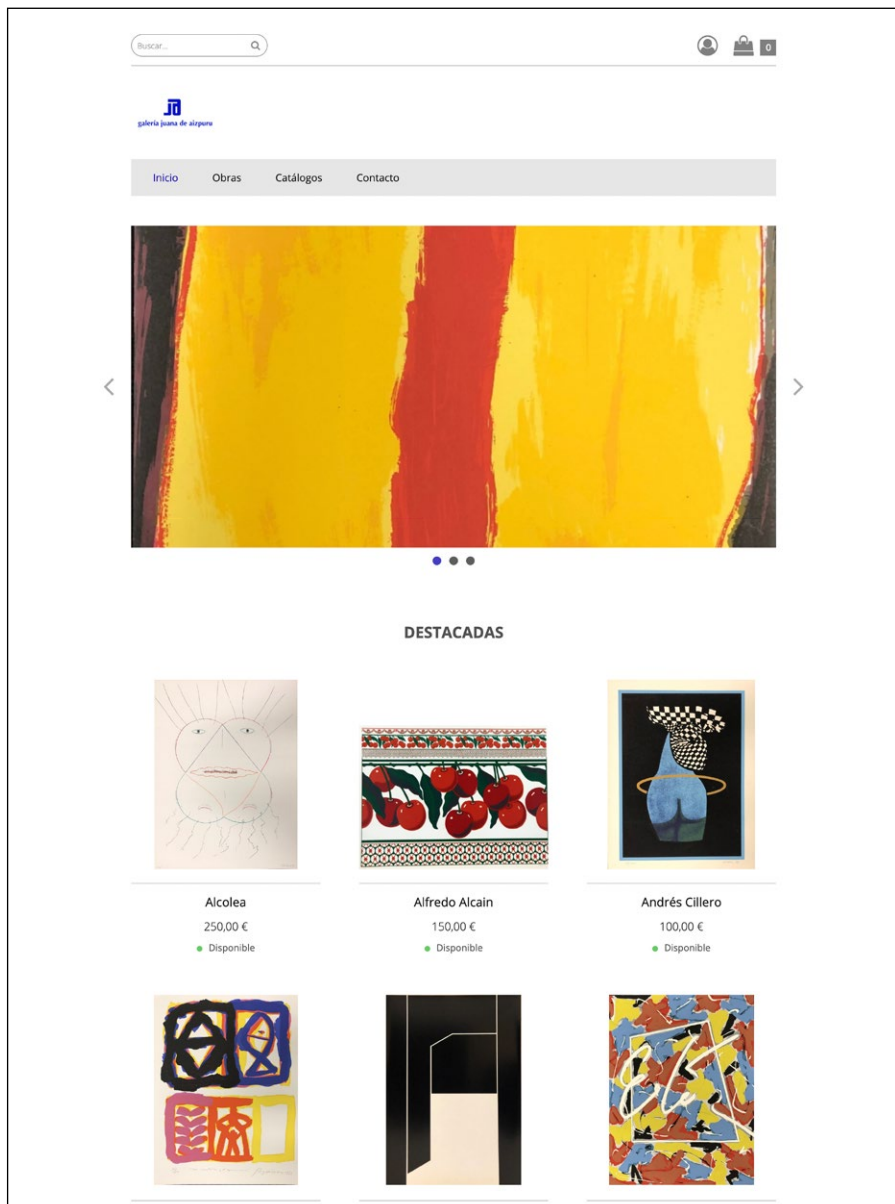 Buscar...
0
galería juana de aizpuru
Inicio Obras Catálogos Contacto
DESTACADAS
Alcolea Alfredo Alcain Andrés Cillero
250,00 € 150,00 € 100,00 €
Disponible Disponible Disponible